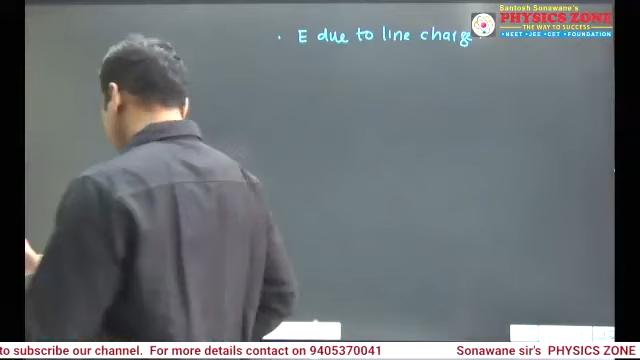 Santosh Sonawane's
PHYSICS ZONE
THE WAY TO SUCCESS
• NEET • JEE • CET • FOUNDATION
. E due to line charge.
to subscribe our channel. For more details contact on 9405370041 Sonawane sir's PHYSICS ZONE